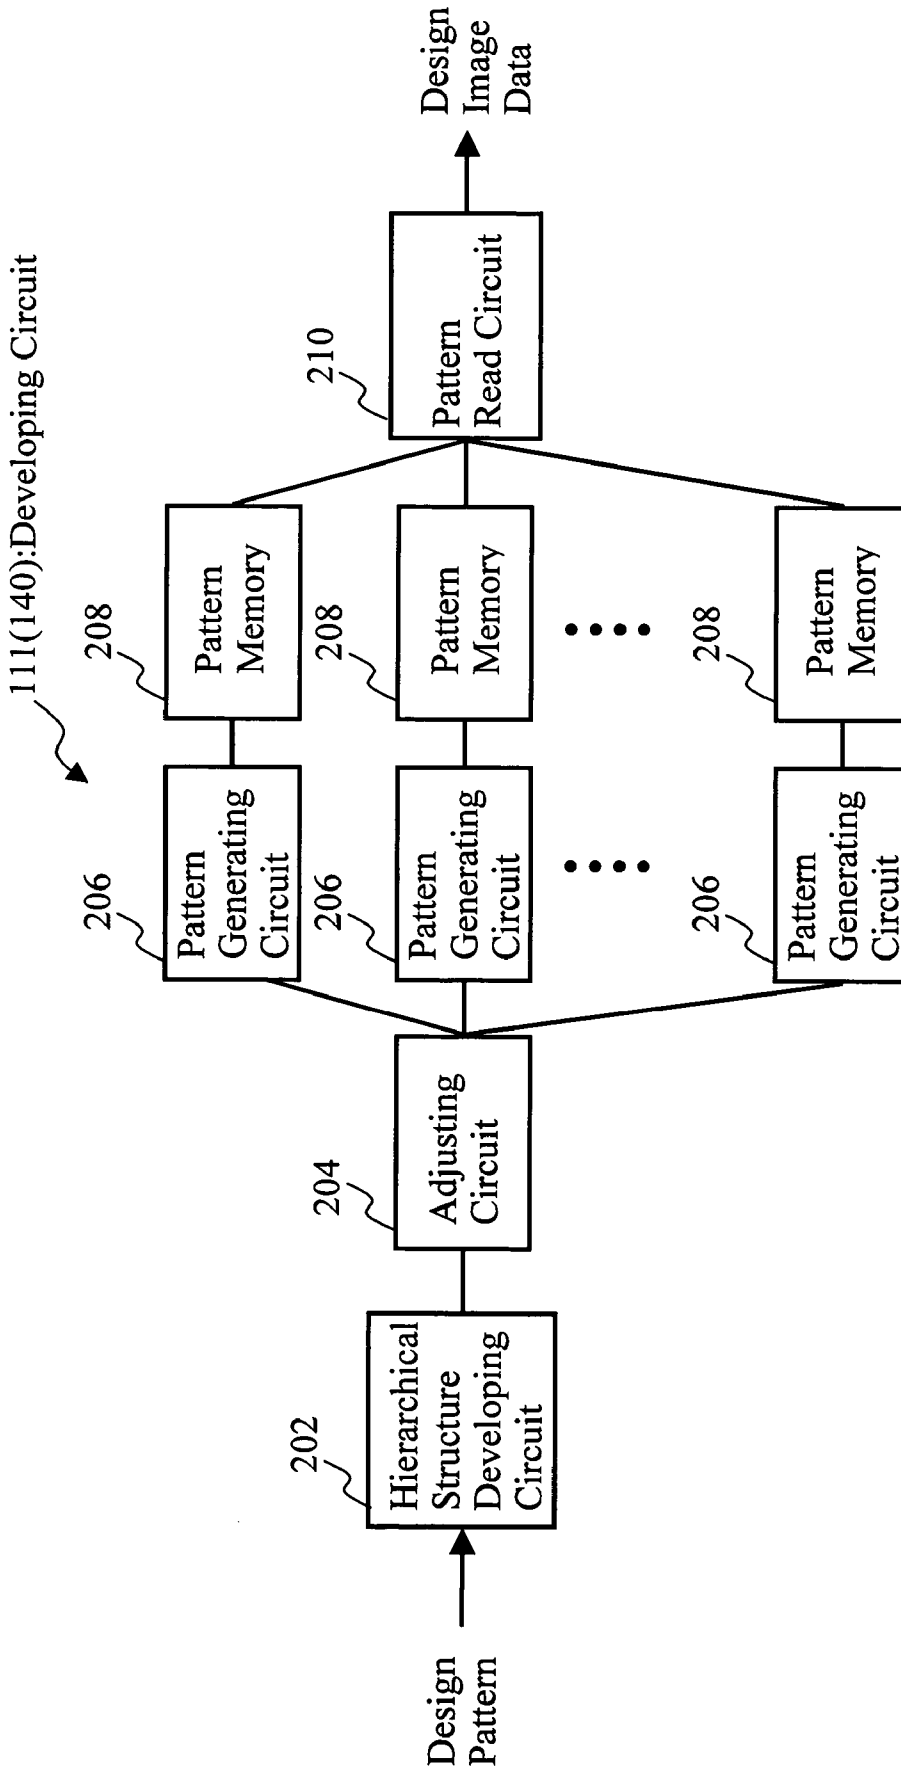 111(140):Developing Circuit
Design
Pattern
202
Hierarchical
Structure
Developing
Circuit
204
Adjusting
Circuit
206
Pattern
Generating
Circuit
208
Pattern
Memory
206
Pattern
Generating
Circuit
208
Pattern
Memory
206
Pattern
Generating
Circuit
208
Pattern
Memory
210
Pattern
Read Circuit
Design
Image
Data